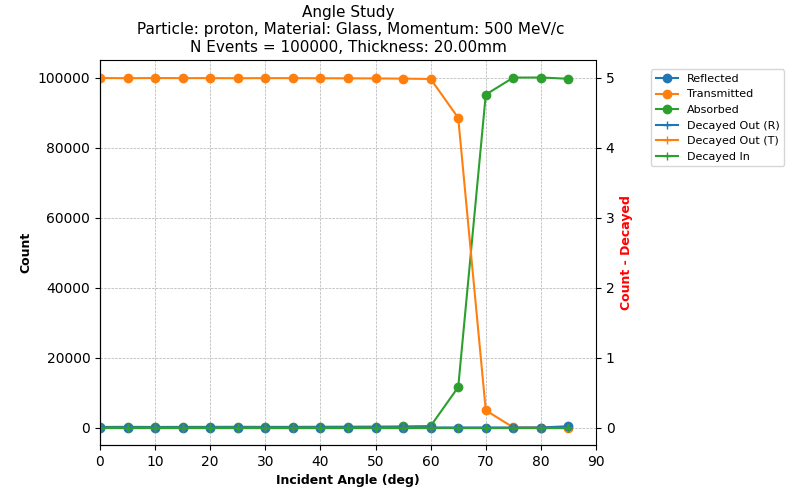 Angle Study
Particle: proton, Material: Glass, Momentum: 500 MeV/c
N Events = 100000, Thickness: 20.00mm
100000
80000
60000
40000
20000
0
Count
0 10 20 30 40 50 60 70 80 90
Incident Angle (deg)
5
4
3
2
1
0
Count - Decayed
Reflected
Transmitted
Absorbed
Decayed Out (R)
Decayed Out (T)
Decayed In